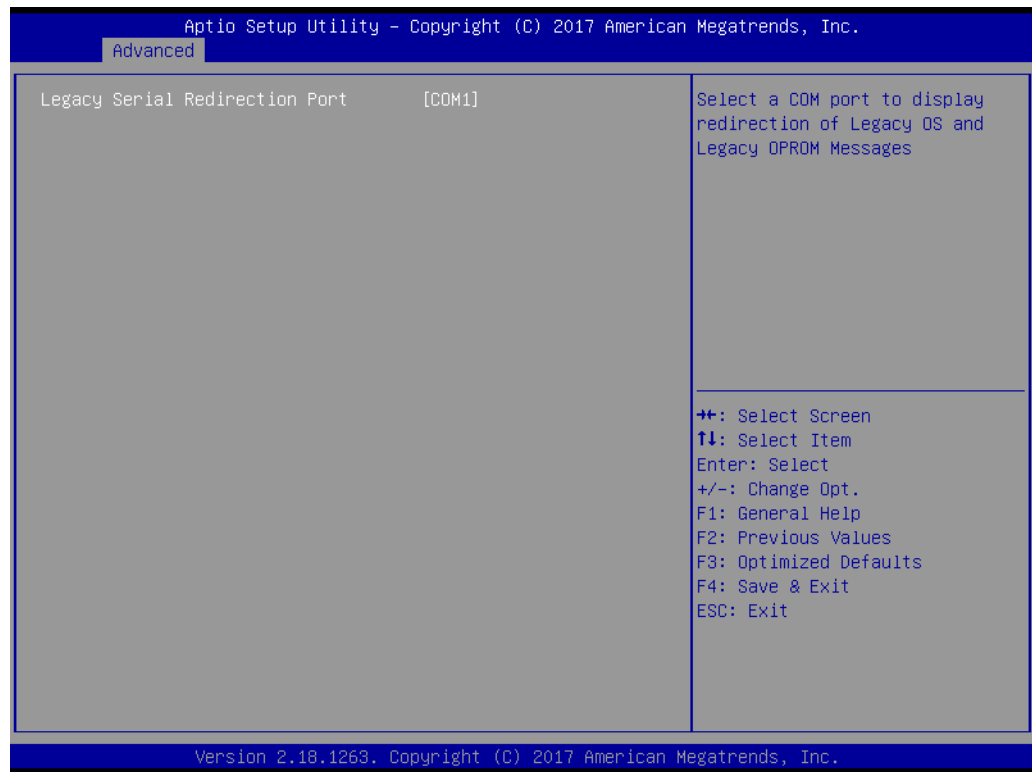 Aptio Setup Utility – Copyright (C) 2017 American Megatrends, Inc.
Advanced
Legacy Serial Redirection Port [COM1]
Select a COM port to display
redirection of Legacy OS and
Legacy OPROM Messages
→←: Select Screen
↑↓: Select Item
Enter: Select
+/-: Change Opt.
F1: General Help
F2: Previous Values
F3: Optimized Defaults
F4: Save & Exit
ESC: Exit
Version 2.18.1263. Copyright (C) 2017 American Megatrends, Inc.